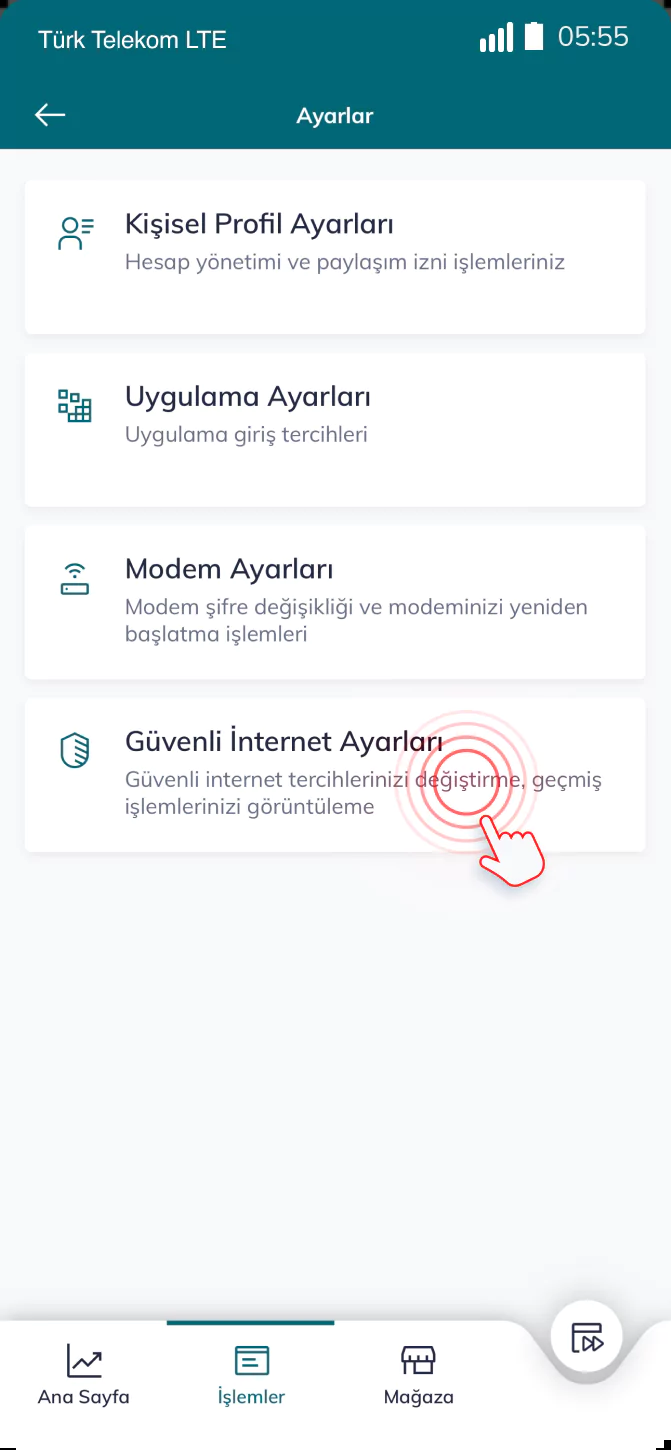 Türk Telekom LTE
05:55
Ayarlar
Kişisel Profil Ayarları
Hesap yönetimi ve paylaşım izni işlemleriniz
Uygulama Ayarları
Uygulama giriş tercihleri
Modem Ayarları
Modem şifre değişikliği ve modeminizi yeniden
başlatma işlemleri
Güvenli İnternet Ayarları
Güvenli internet tercihlerinizi değiştirme, geçmiş
işlemlerinizi görüntüleme
Ana Sayfa
İşlemler
Mağaza